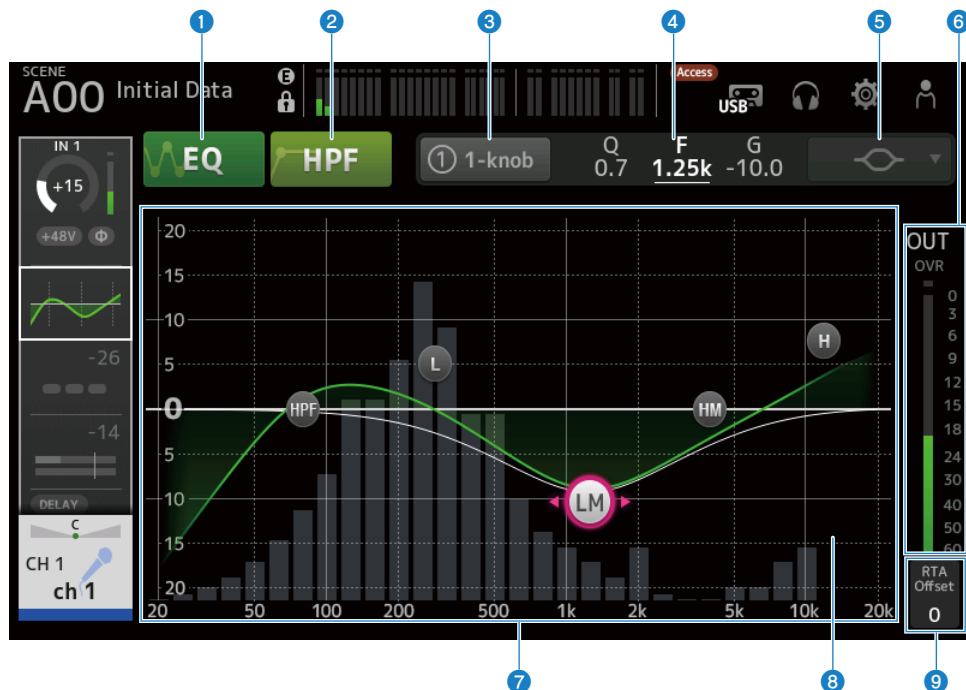 1 2 3 4 5 6
SCENE
A00 Initial Data
E
Access
USB
IN 1
+15
+48V Φ
EQ
HPF
1 1-knob
Q F G
0.7 1.25k -10.0
-26
-14
DELAY
C
CH 1
ch 1
20
15
10
5
0
5
10
15
20
HPF
L
LM
HM
H
20 50 100 200 500 1k 2k 5k 10k 20k
OUT
OVR
0
3
6
9
12
15
18
24
30
40
50
60
RTA
Offset
0
7 8 9